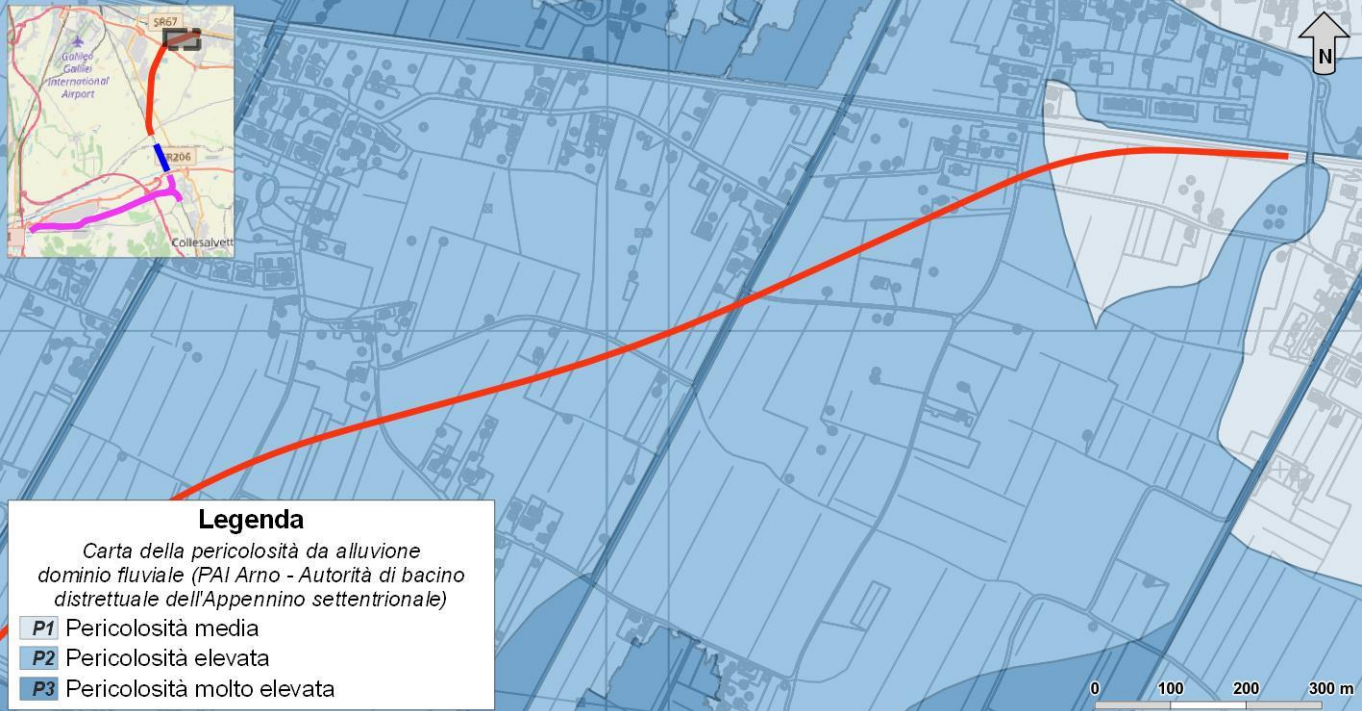 SR67
Galileo
Galilei
International
Airport
R206
Collesalvett
N
Legenda
Carta della pericolosità da alluvione
dominio fluviale (PAI Arno - Autorità di bacino
distrettuale dell'Appennino settentrionale)
P1 Pericolosità media
P2 Pericolosità elevata
P3 Pericolosità molto elevata
0 100 200 300 m